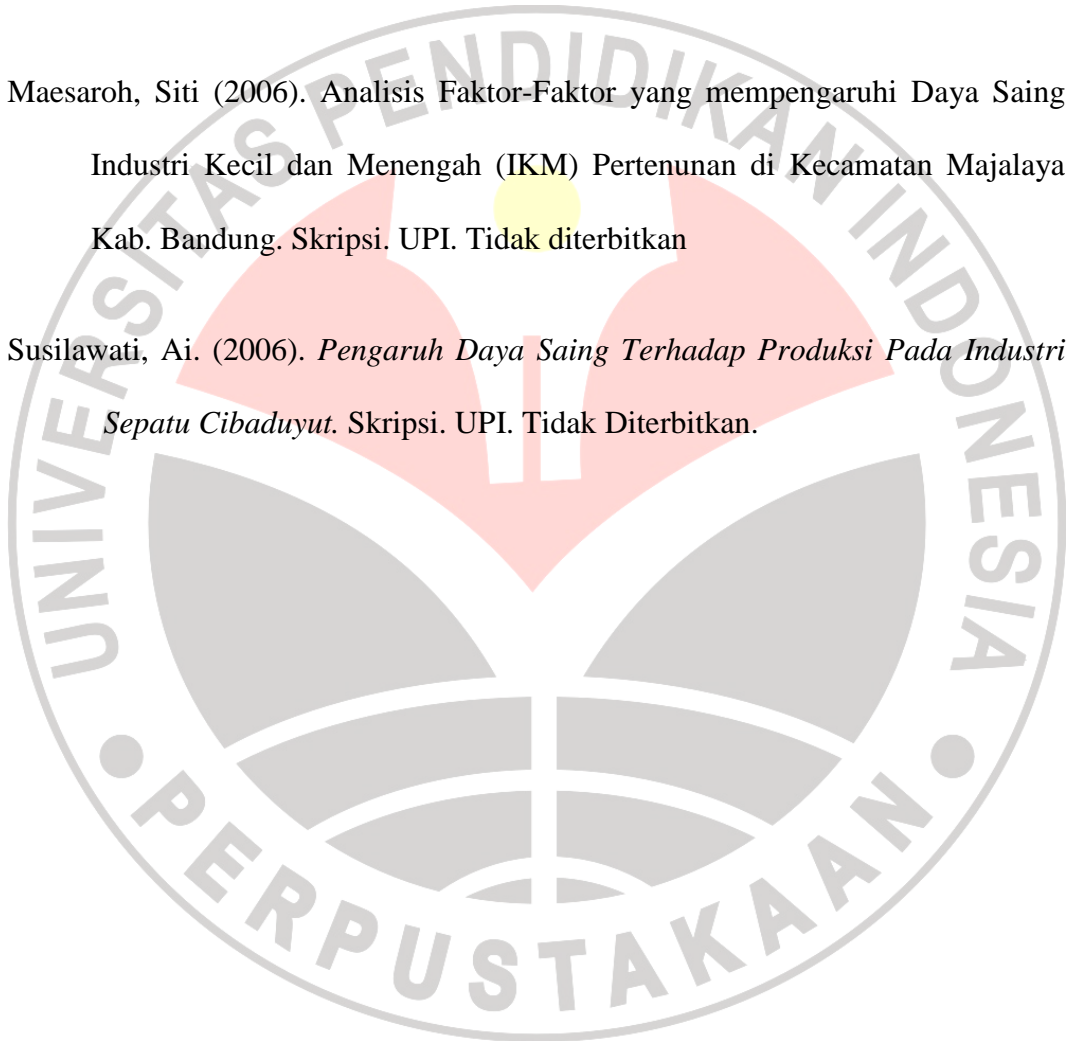 Maesaroh, Siti (2006). Analisis Faktor-Faktor yang mempengaruhi Daya Saing
Industri Kecil dan Menengah (IKM) Pertenunan di Kecamatan Majalaya
Kab. Bandung. Skripsi. UPI. Tidak diterbitkan
Susilawati, Ai. (2006). Pengaruh Daya Saing Terhadap Produksi Pada Industri
Sepatu Cibaduyut. Skripsi. UPI. Tidak Diterbitkan.
UNIVERSITAS PENDIDIKAN INDONESIA
PERPUSTAKAAN